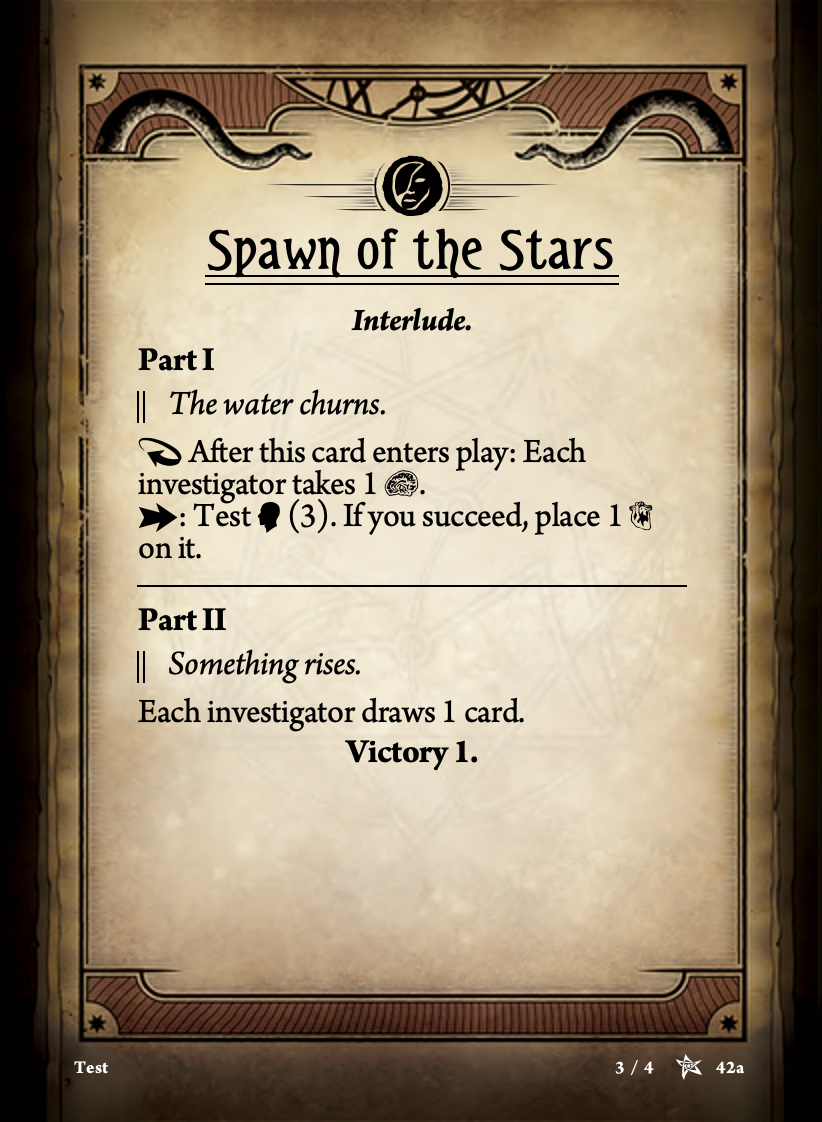 Spawn of the Stars
Interlude.
Part I
The water churns.
After this card enters play: Each
investigator takes 1 .
: Test (3). If you succeed, place 1
on it.
Part II
Something rises.
Each investigator draws 1 card.
Victory 1.
Test
3 / 4 42a